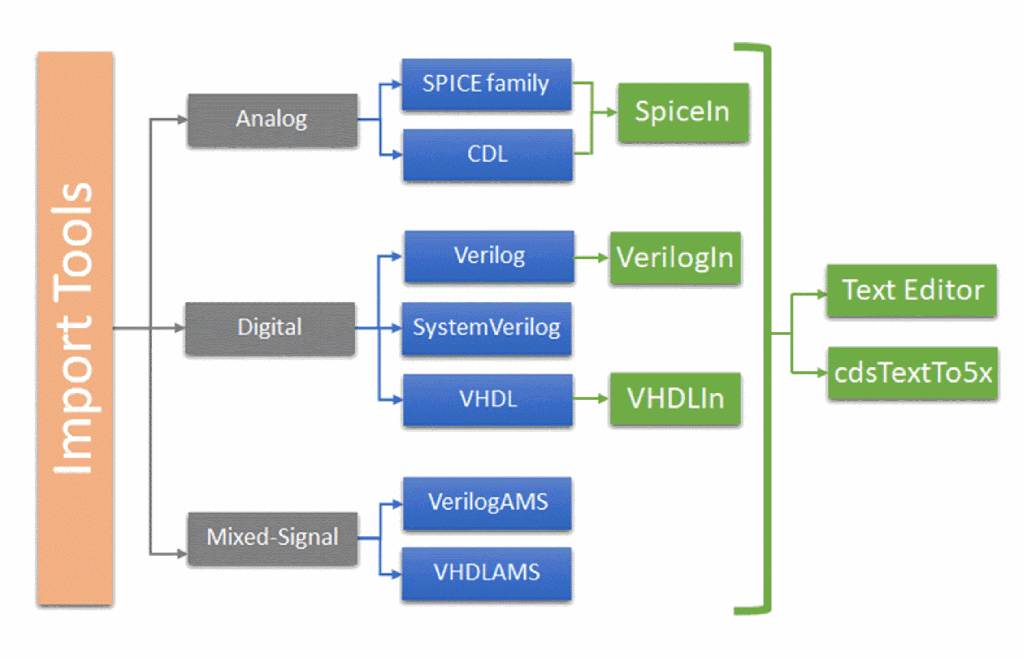 Import Tools
Analog
SPICE family
CDL
SpiceIn
Digital
Verilog
VerilogIn
SystemVerilog
VHDL
VHDLIn
Mixed-Signal
VerilogAMS
VHDLAMS
Text Editor
cdsTextTo5x